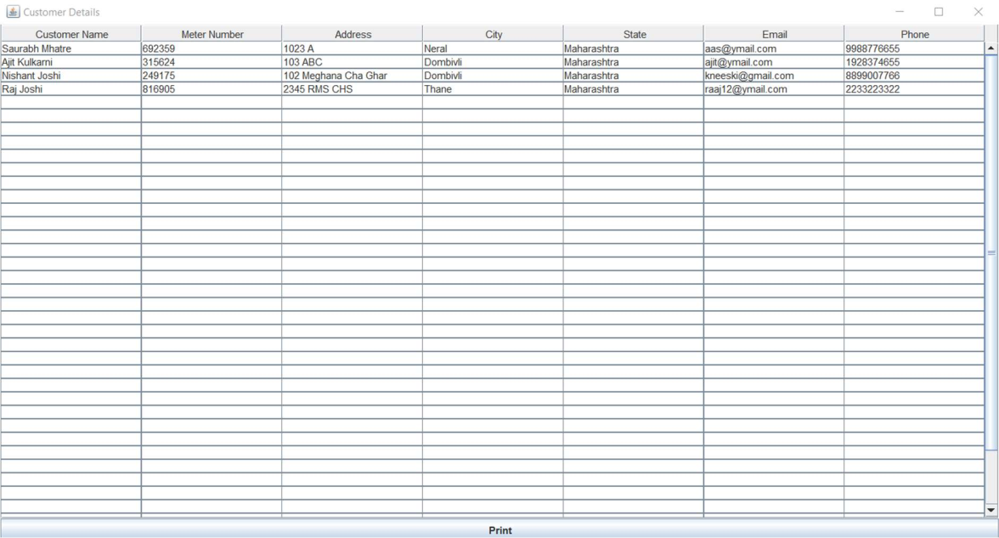 Customer Details
Customer Name Meter Number Address City State Email Phone
Saurabh Mhatre 692359 1023 A Neral Maharashtra aas@ymail.com 9988776655
Ajit Kulkarni 315624 103 ABC Dombivli Maharashtra ajit@ymail.com 1928374655
Nishant Joshi 249175 102 Meghana Cha Ghar Dombivli Maharashtra kneeski@gmail.com 8899007766
Raj Joshi 816905 2345 RMS CHS Thane Maharashtra raaj12@ymail.com 2233223322
Print